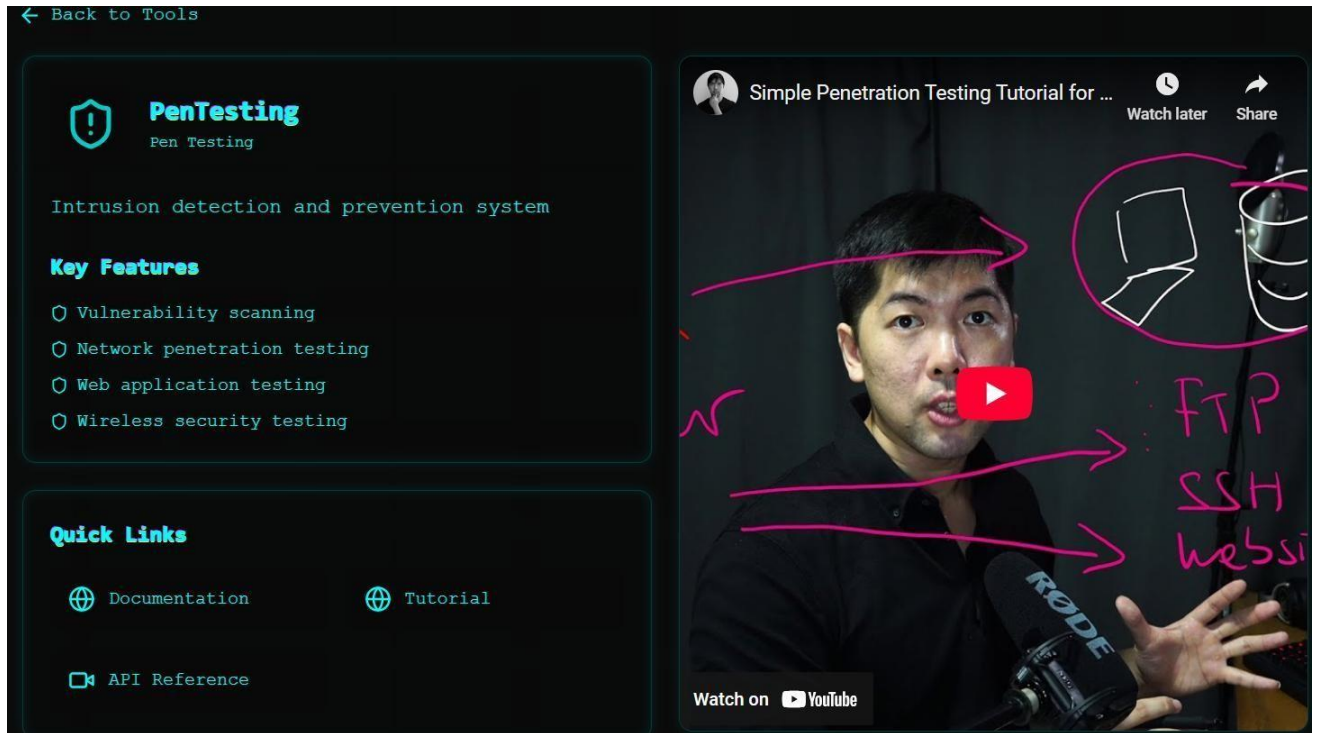 Back to Tools
PenTesting
Pen Testing
Intrusion detection and prevention system
Key Features
Vulnerability scanning
Network penetration testing
Web application testing
Wireless security testing
Quick Links
Documentation
Tutorial
API Reference
Simple Penetration Testing Tutorial for ...
Watch later
Share
FTP
SSH
RØDE
Watch on YouTube